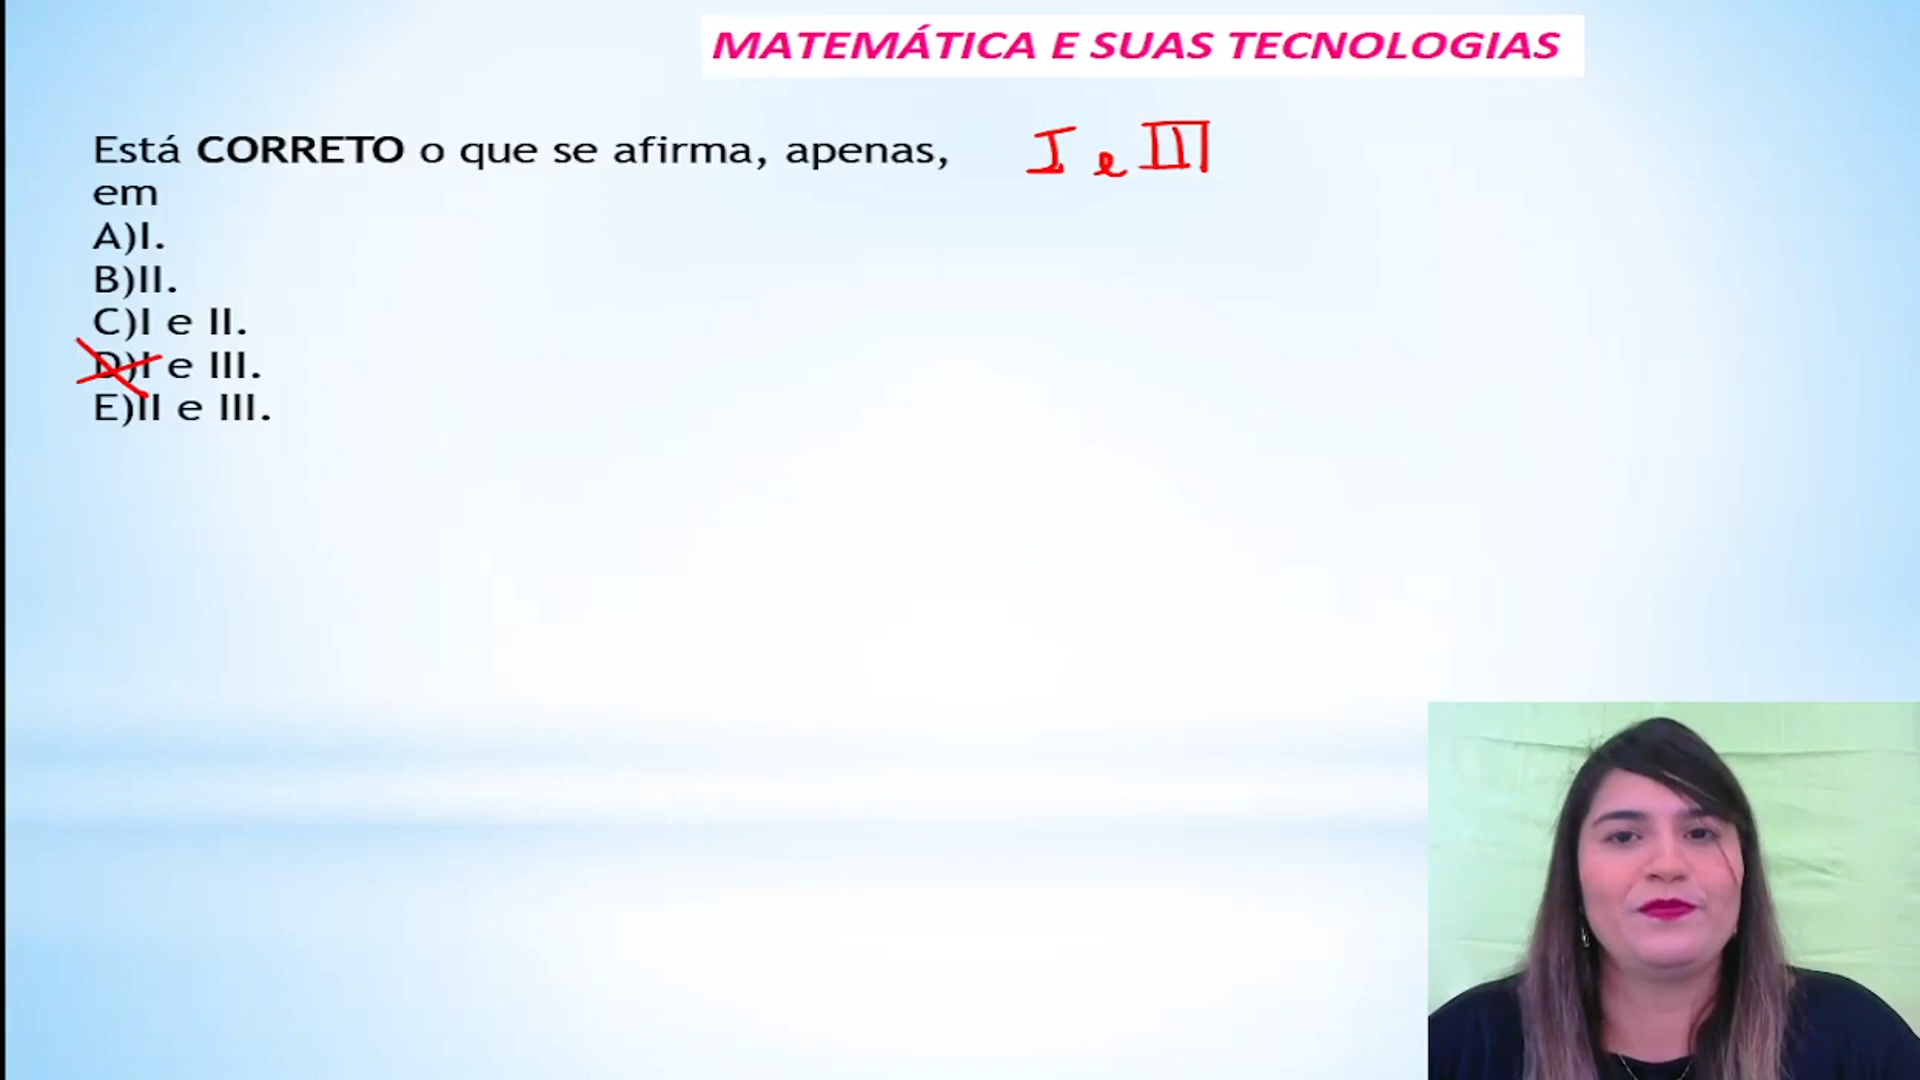 MATEMÁTICA E SUAS TECNOLOGIAS
Está CORRETO o que se afirma, apenas, I e III
em
A)I.
B)II.
C)I e II.
D)I e III.
E)II e III.